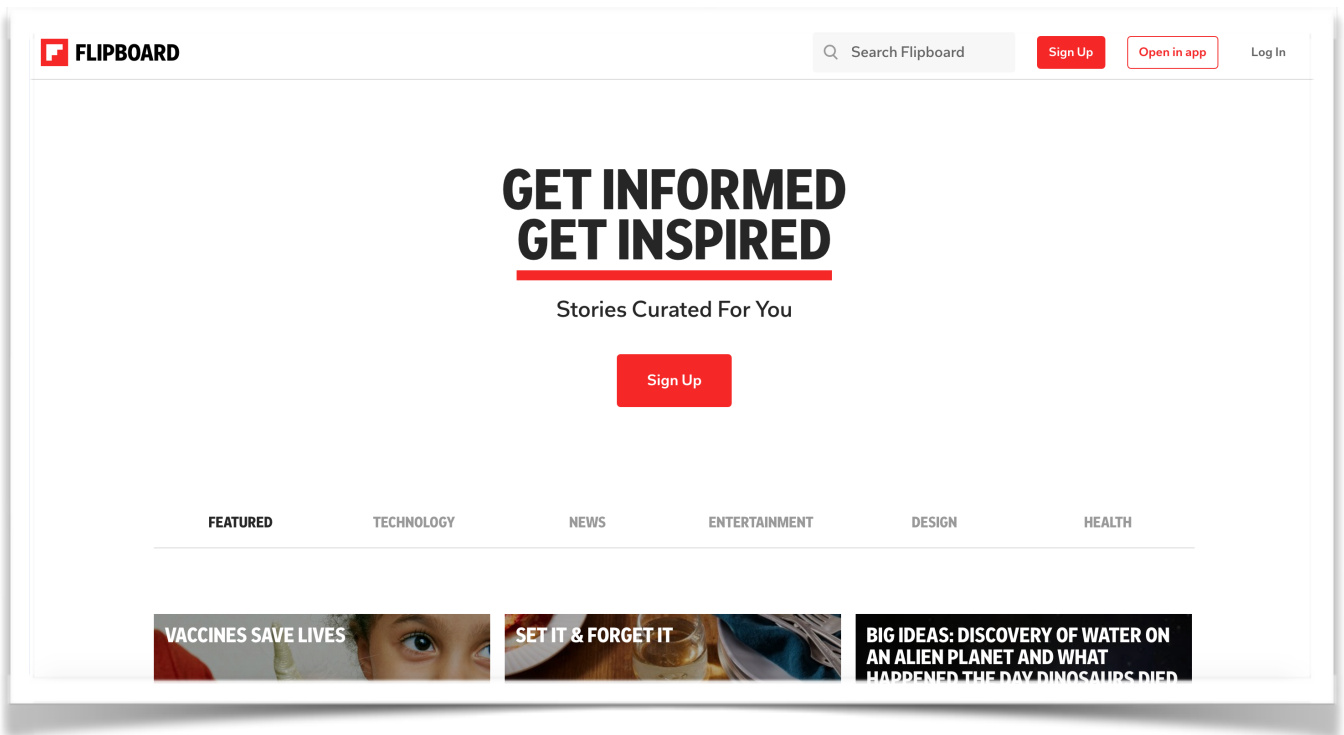 FLIPBOARD
Search Flipboard
Sign Up
Open in app
Log In
GET INFORMED
GET INSPIRED
Stories Curated For You
Sign Up
FEATURED
TECHNOLOGY
NEWS
ENTERTAINMENT
DESIGN
HEALTH
VACCINES SAVE LIVES
SET IT & FORGET IT
BIG IDEAS: DISCOVERY OF WATER ON
AN ALIEN PLANET AND WHAT
HAPPENED THE DAY DINOSAURS DIED